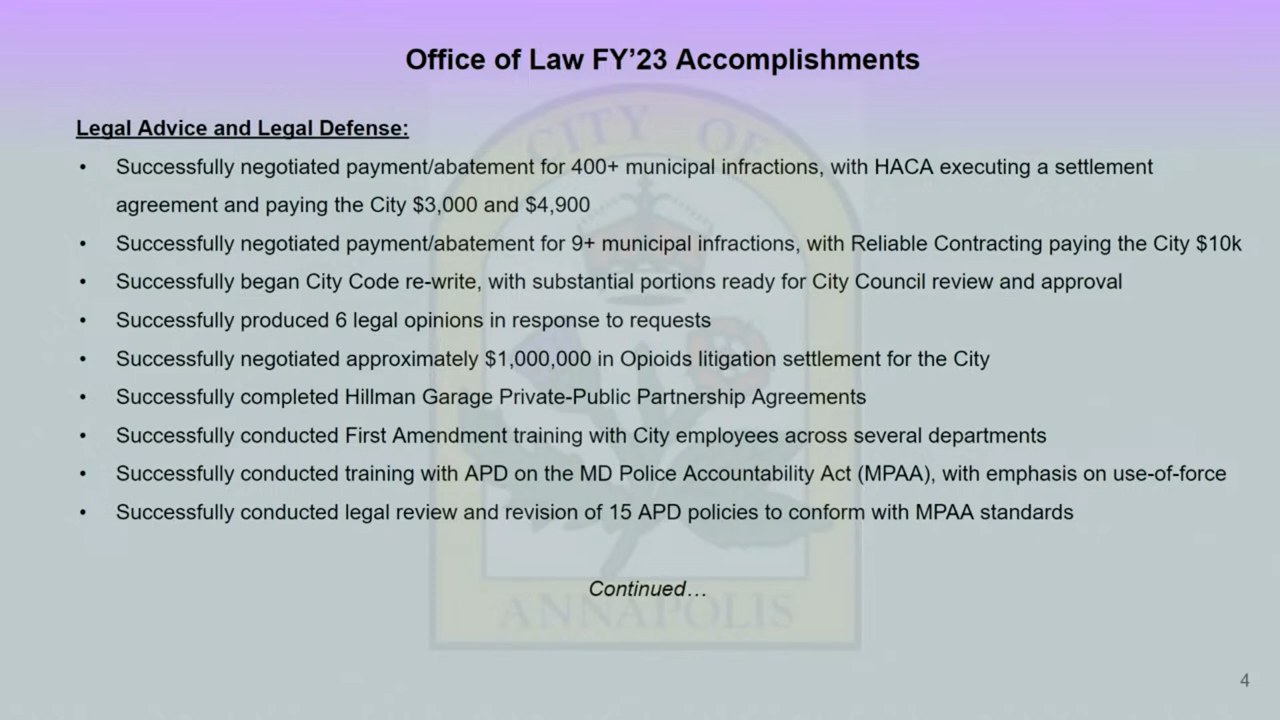 Office of Law FY’23 Accomplishments
Legal Advice and Legal Defense:
• Successfully negotiated payment/abatement for 400+ municipal infractions, with HACA executing a settlement
agreement and paying the City $3,000 and $4,900
• Successfully negotiated payment/abatement for 9+ municipal infractions, with Reliable Contracting paying the City $10k
• Successfully began City Code re-write, with substantial portions ready for City Council review and approval
• Successfully produced 6 legal opinions in response to requests
• Successfully negotiated approximately $1,000,000 in Opioids litigation settlement for the City
• Successfully completed Hillman Garage Private-Public Partnership Agreements
• Successfully conducted First Amendment training with City employees across several departments
• Successfully conducted training with APD on the MD Police Accountability Act (MPAA), with emphasis on use-of-force
• Successfully conducted legal review and revision of 15 APD policies to conform with MPAA standards
Continued…
CITY OF
ANNAPOLIS
4